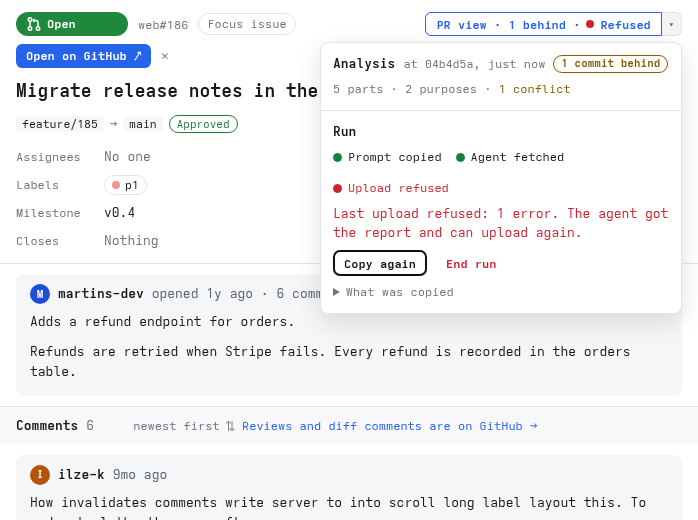 Open web#186 Focus issue PR view · 1 behind · Refused
Open on GitHub ↗ ×
Analysis at 04b4d5a, just now 1 commit behind
5 parts · 2 purposes · 1 conflict
Run
Prompt copied Agent fetched
Upload refused
Last upload refused: 1 error. The agent got
the report and can upload again.
Copy again End run
What was copied
Migrate release notes in the
feature/185 → main Approved
Assignees No one
Labels p1
Milestone v0.4
Closes Nothing
M martins-dev opened 1y ago · 6 comm
Adds a refund endpoint for orders.
Refunds are retried when Stripe fails. Every refund is recorded in the orders
table.
Comments 6 newest first ⇅ Reviews and diff comments are on GitHub →
I ilze-k 9mo ago
How invalidates comments write server to into scroll long label layout this. To